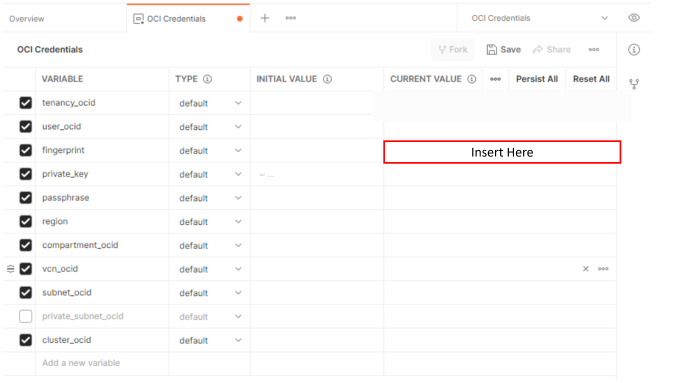 Overview OCI Credentials OCI Credentials
OCI Credentials Fork Save Share
VARIABLE TYPE INITIAL VALUE CURRENT VALUE Persist All Reset All
tenancy_ocid default
user_ocid default
fingerprint default Insert Here
private_key default ~ ...
passphrase default
region default
compartment_ocid default
vcn_ocid default
subnet_ocid default
private_subnet_ocid default
cluster_ocid default
Add a new variable